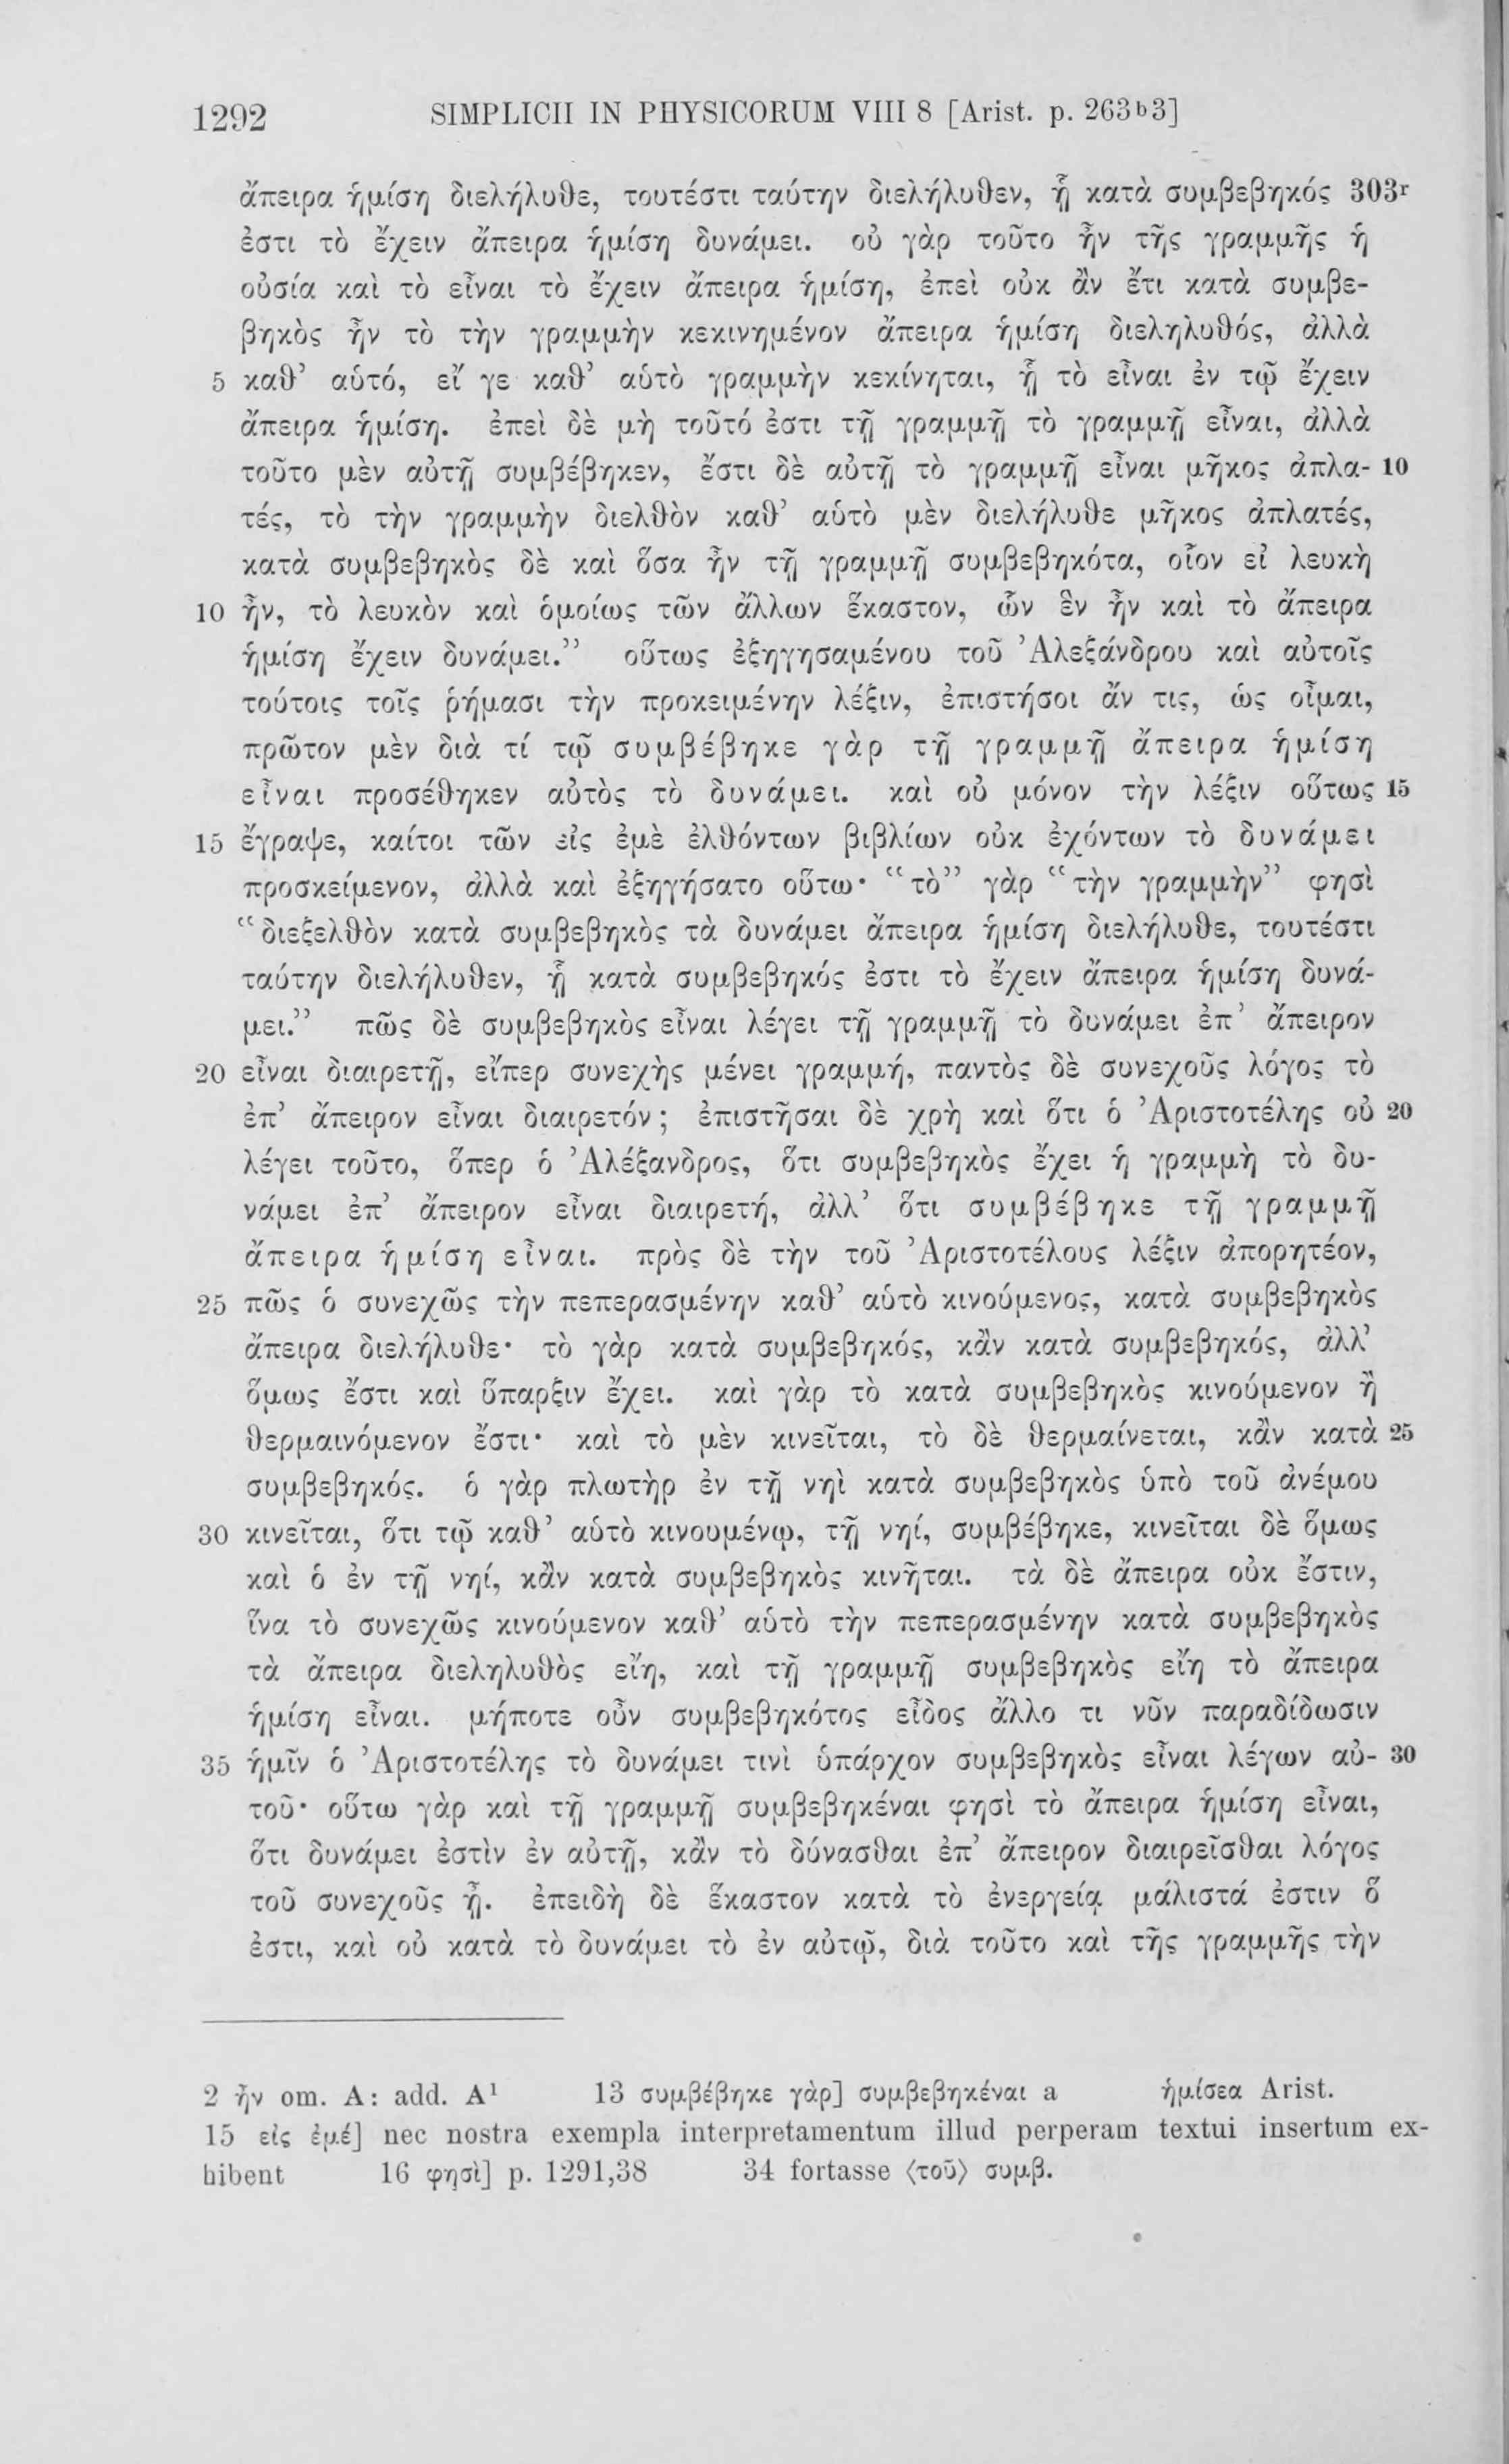 1292 SIMPLICII IN PHYSICORUM VIII 8 [Arist. p. 263b3]
ἄπειρα ἡμίση διελήλυθε, τουτέστι ταύτην διελήλυθεν, ᾗ κατὰ συμβεβηκός 303r
ἐστι τὸ ἔχειν ἄπειρα ἡμίση δυνάμει. οὐ γὰρ τοῦτο ἦν τῆς γραμμῆς ἡ
οὐσία καὶ τὸ εἶναι τὸ ἔχειν ἄπειρα ἡμίση, ἐπεὶ οὐκ ἂν ἔτι κατὰ συμβε-
βηκὸς ἦν τὸ τὴν γραμμὴν κεκινημένον ἄπειρα ἡμίση διεληλυθός, ἀλλὰ
5 καθ’ αὑτό, εἴ γε καθ’ αὑτὸ γραμμὴν κεκίνηται, ᾗ τὸ εἶναι ἐν τῷ ἔχειν
ἄπειρα ἡμίση. ἐπεὶ δὲ μὴ τοῦτό ἐστι τῇ γραμμῇ τὸ γραμμῇ εἶναι, ἀλλὰ
τοῦτο μὲν αὐτῇ συμβέβηκεν, ἔστι δὲ αὐτῇ τὸ γραμμῇ εἶναι μῆκος ἀπλα- 10
τές, τὸ τὴν γραμμὴν διελθὸν καθ’ αὑτὸ μὲν διελήλυθε μῆκος ἀπλατές,
κατὰ συμβεβηκὸς δὲ καὶ ὅσα ἦν τῇ γραμμῇ συμβεβηκότα, οἷον εἰ λευκὴ
10 ἦν, τὸ λευκὸν καὶ ὁμοίως τῶν ἄλλων ἕκαστον, ὧν ἓν ἦν καὶ τὸ ἄπειρα
ἡμίση ἔχειν δυνάμει.” οὕτως ἐξηγησαμένου τοῦ Ἀλεξάνδρου καὶ αὐτοῖς
τούτοις τοῖς ῥήμασι τὴν προκειμένην λέξιν, ἐπιστήσοι ἄν τις, ὡς οἶμαι,
πρῶτον μὲν διὰ τί τῷ συμβέβηκε γὰρ τῇ γραμμῇ ἄπειρα ἡμίση
εἶναι προσέθηκεν αὐτὸς τὸ δυνάμει. καὶ οὐ μόνον τὴν λέξιν οὕτως 15
15 ἔγραψε, καίτοι τῶν εἰς ἐμὲ ἐλθόντων βιβλίων οὐκ ἐχόντων τὸ δυνάμει
προσκείμενον, ἀλλὰ καὶ ἐξηγήσατο οὕτω· “τὸ” γὰρ “τὴν γραμμὴν” φησὶ
“διεξελθὸν κατὰ συμβεβηκὸς τὰ δυνάμει ἄπειρα ἡμίση διελήλυθε, τουτέστι
ταύτην διελήλυθεν, ᾗ κατὰ συμβεβηκός ἐστι τὸ ἔχειν ἄπειρα ἡμίση δυνά-
μει.” πῶς δὲ συμβεβηκὸς εἶναι λέγει τῇ γραμμῇ τὸ δυνάμει ἐπ’ ἄπειρον
20 εἶναι διαιρετῇ, εἴπερ συνεχὴς μένει γραμμή, παντὸς δὲ συνεχοῦς λόγος τὸ
ἐπ’ ἄπειρον εἶναι διαιρετόν; ἐπιστῆσαι δὲ χρὴ καὶ ὅτι ὁ Ἀριστοτέλης οὐ 20
λέγει τοῦτο, ὅπερ ὁ Ἀλέξανδρος, ὅτι συμβεβηκὸς ἔχει ἡ γραμμὴ τὸ δυ-
νάμει ἐπ’ ἄπειρον εἶναι διαιρετή, ἀλλ’ ὅτι συμβέβηκε τῇ γραμμῇ
ἄπειρα ἡμίση εἶναι. πρὸς δὲ τὴν τοῦ Ἀριστοτέλους λέξιν ἀπορητέον,
25 πῶς ὁ συνεχῶς τὴν πεπερασμένην καθ’ αὑτὸ κινούμενος, κατὰ συμβεβηκὸς
ἄπειρα διελήλυθε· τὸ γὰρ κατὰ συμβεβηκός, κἂν κατὰ συμβεβηκός, ἀλλ’
ὅμως ἔστι καὶ ὕπαρξιν ἔχει. καὶ γὰρ τὸ κατὰ συμβεβηκὸς κινούμενον ἢ
θερμαινόμενον ἔστι· καὶ τὸ μὲν κινεῖται, τὸ δὲ θερμαίνεται, κἂν κατὰ 25
συμβεβηκός. ὁ γὰρ πλωτὴρ ἐν τῇ νηὶ κατὰ συμβεβηκὸς ὑπὸ τοῦ ἀνέμου
30 κινεῖται, ὅτι τῷ καθ’ αὑτὸ κινουμένῳ, τῇ νηί, συμβέβηκε, κινεῖται δὲ ὅμως
καὶ ὁ ἐν τῇ νηί, κἂν κατὰ συμβεβηκὸς κινῆται. τὰ δὲ ἄπειρα οὐκ ἔστιν,
ἵνα τὸ συνεχῶς κινούμενον καθ’ αὑτὸ τὴν πεπερασμένην κατὰ συμβεβηκὸς
τὰ ἄπειρα διεληλυθὸς εἴη, καὶ τῇ γραμμῇ συμβεβηκὸς εἴη τὸ ἄπειρα
ἡμίση εἶναι. μήποτε οὖν συμβεβηκότος εἶδος ἄλλο τι νῦν παραδίδωσιν
35 ἡμῖν ὁ Ἀριστοτέλης τὸ δυνάμει τινὶ ὑπάρχον συμβεβηκὸς εἶναι λέγων αὐ- 30
τοῦ· οὕτω γὰρ καὶ τῇ γραμμῇ συμβεβηκέναι φησὶ τὸ ἄπειρα ἡμίση εἶναι,
ὅτι δυνάμει ἐστὶν ἐν αὐτῇ, κἂν τὸ δύνασθαι ἐπ’ ἄπειρον διαιρεῖσθαι λόγος
τοῦ συνεχοῦς ᾖ. ἐπειδὴ δὲ ἕκαστον κατὰ τὸ ἐνεργείᾳ μάλιστά ἐστιν ὅ
ἐστι, καὶ οὐ κατὰ τὸ δυνάμει τὸ ἐν αὐτῷ, διὰ τοῦτο καὶ τῆς γραμμῆς τὴν
2 ἦν om. A: add. A¹ 13 συμβέβηκε γὰρ] συμβεβηκέναι a ἡμίσεα Arist.
15 εἰς ἐμέ] nec nostra exempla interpretamentum illud perperam textui insertum ex-
hibent 16 φησὶ] p. 1291,38 34 fortasse ⟨τοῦ⟩ συμβ.